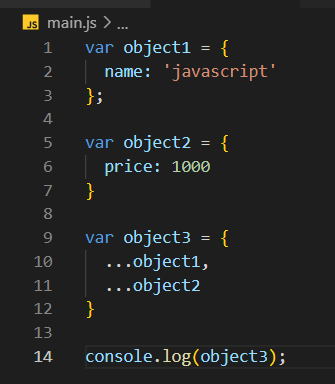 JS main.js > ...
1 var object1 = {
2   name: 'javascript'
3 };
4
5 var object2 = {
6   price: 1000
7 }
8
9 var object3 = {
10   ...object1,
11   ...object2
12 }
13
14 console.log(object3);